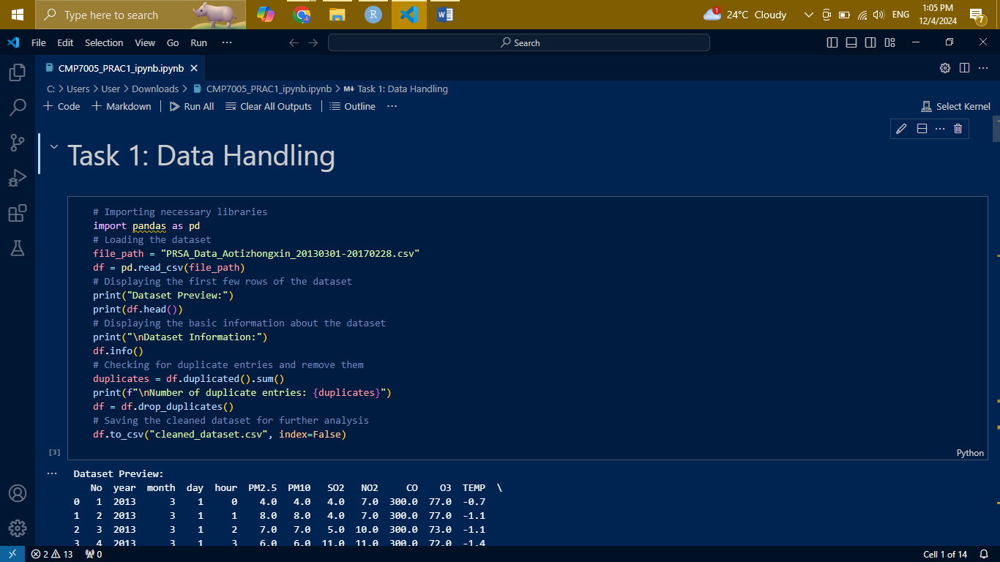 Type here to search
1
24°C Cloudy
ENG
1:05 PM
12/4/2024
7
File Edit Selection View Go Run ···
Search
CMP7005_PRAC1_ipynb.ipynb
C: > Users > User > Downloads > CMP7005_PRAC1_ipynb.ipynb > M↓ Task 1: Data Handling
+ Code + Markdown Run All Clear All Outputs Outline ···
Select Kernel
Task 1: Data Handling
# Importing necessary libraries
import pandas as pd
# Loading the dataset
file_path = "PRSA_Data_Aotizhongxin_20130301-20170228.csv"
df = pd.read_csv(file_path)
# Displaying the first few rows of the dataset
print("Dataset Preview:")
print(df.head())
# Displaying the basic information about the dataset
print("\nDataset Information:")
df.info()
# Checking for duplicate entries and remove them
duplicates = df.duplicated().sum()
print(f"\nNumber of duplicate entries: {duplicates}")
df = df.drop_duplicates()
# Saving the cleaned dataset for further analysis
df.to_csv("cleaned_dataset.csv", index=False)
[3]
Python
··· Dataset Preview:
No year month day hour PM2.5 PM10 SO2 NO2 CO O3 TEMP \
0 1 2013 3 1 0 4.0 4.0 4.0 7.0 300.0 77.0 -0.7
1 2 2013 3 1 1 8.0 8.0 4.0 7.0 300.0 77.0 -1.1
2 3 2013 3 1 2 7.0 7.0 5.0 10.0 300.0 73.0 -1.1
3 4 2013 3 1 3 6.0 6.0 11.0 11.0 300.0 72.0 -1.4
2 13 0
Cell 1 of 14